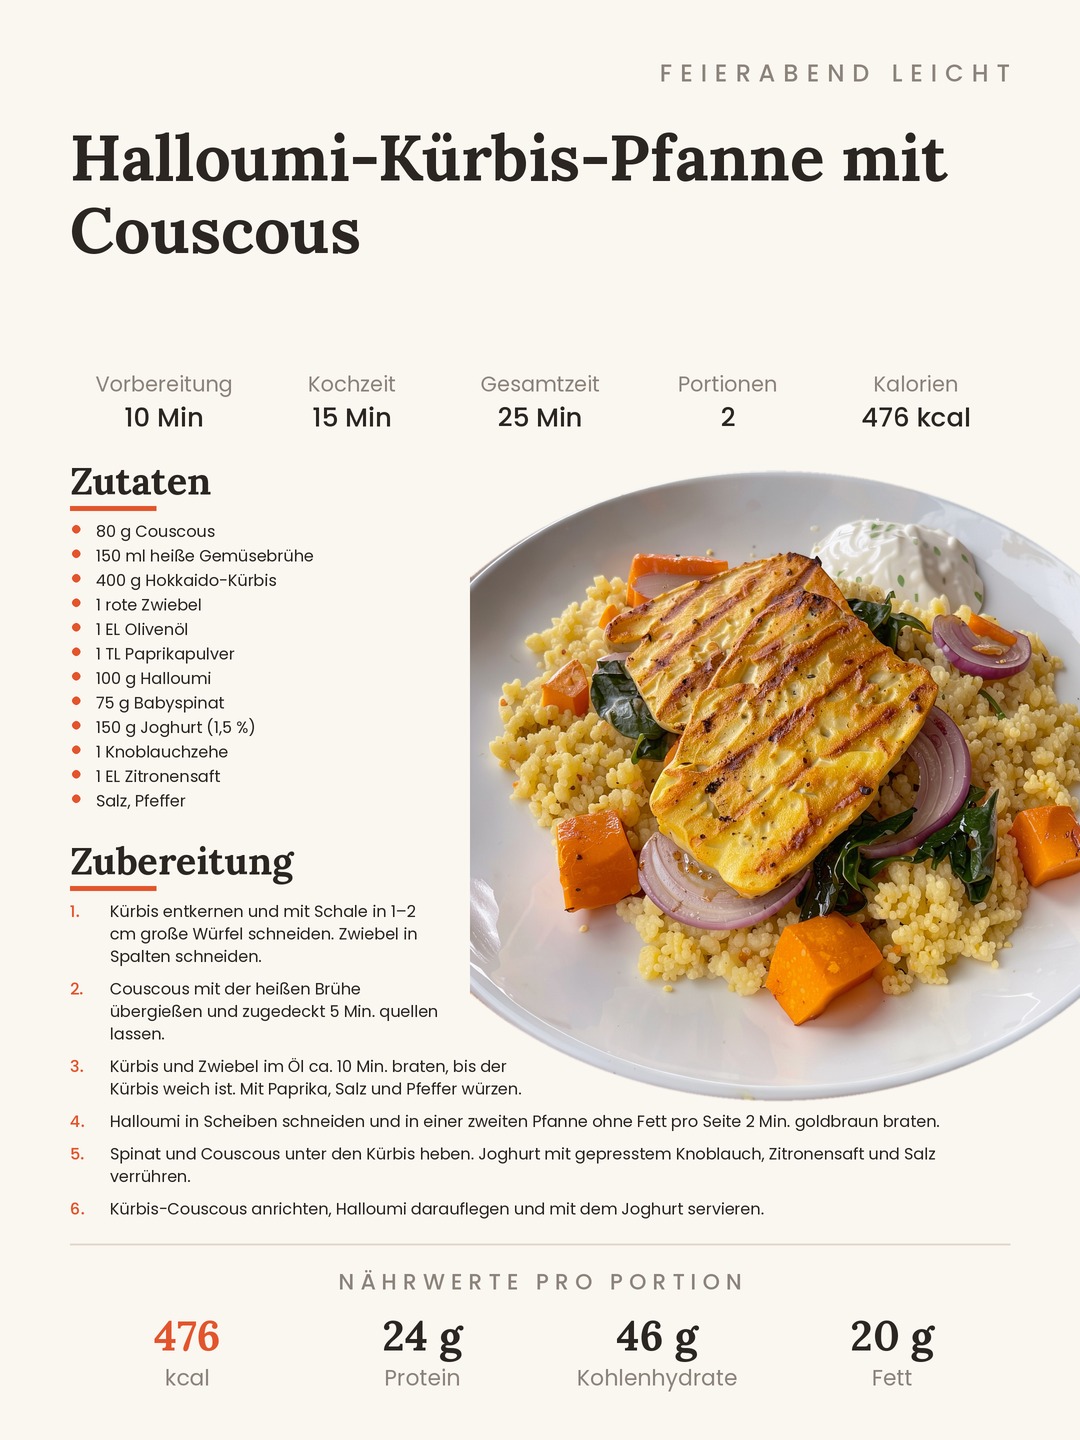 FEIERABEND LEICHT
Halloumi-Kürbis-Pfanne mit
Couscous
Vorbereitung
10 Min
Kochzeit
15 Min
Gesamtzeit
25 Min
Portionen
2
Kalorien
476 kcal
Zutaten
80 g Couscous
150 ml heiße Gemüsebrühe
400 g Hokkaido-Kürbis
1 rote Zwiebel
1 EL Olivenöl
1 TL Paprikapulver
100 g Halloumi
75 g Babyspinat
150 g Joghurt (1,5 %)
1 Knoblauchzehe
1 EL Zitronensaft
Salz, Pfeffer
Zubereitung
1. Kürbis entkernen und mit Schale in 1–2
cm große Würfel schneiden. Zwiebel in
Spalten schneiden.
2. Couscous mit der heißen Brühe
übergießen und zugedeckt 5 Min. quellen
lassen.
3. Kürbis und Zwiebel im Öl ca. 10 Min. braten, bis der
Kürbis weich ist. Mit Paprika, Salz und Pfeffer würzen.
4. Halloumi in Scheiben schneiden und in einer zweiten Pfanne ohne Fett pro Seite 2 Min. goldbraun braten.
5. Spinat und Couscous unter den Kürbis heben. Joghurt mit gepresstem Knoblauch, Zitronensaft und Salz
verrühren.
6. Kürbis-Couscous anrichten, Halloumi darauflegen und mit dem Joghurt servieren.
NÄHRWERTE PRO PORTION
476
kcal
24 g
Protein
46 g
Kohlenhydrate
20 g
Fett